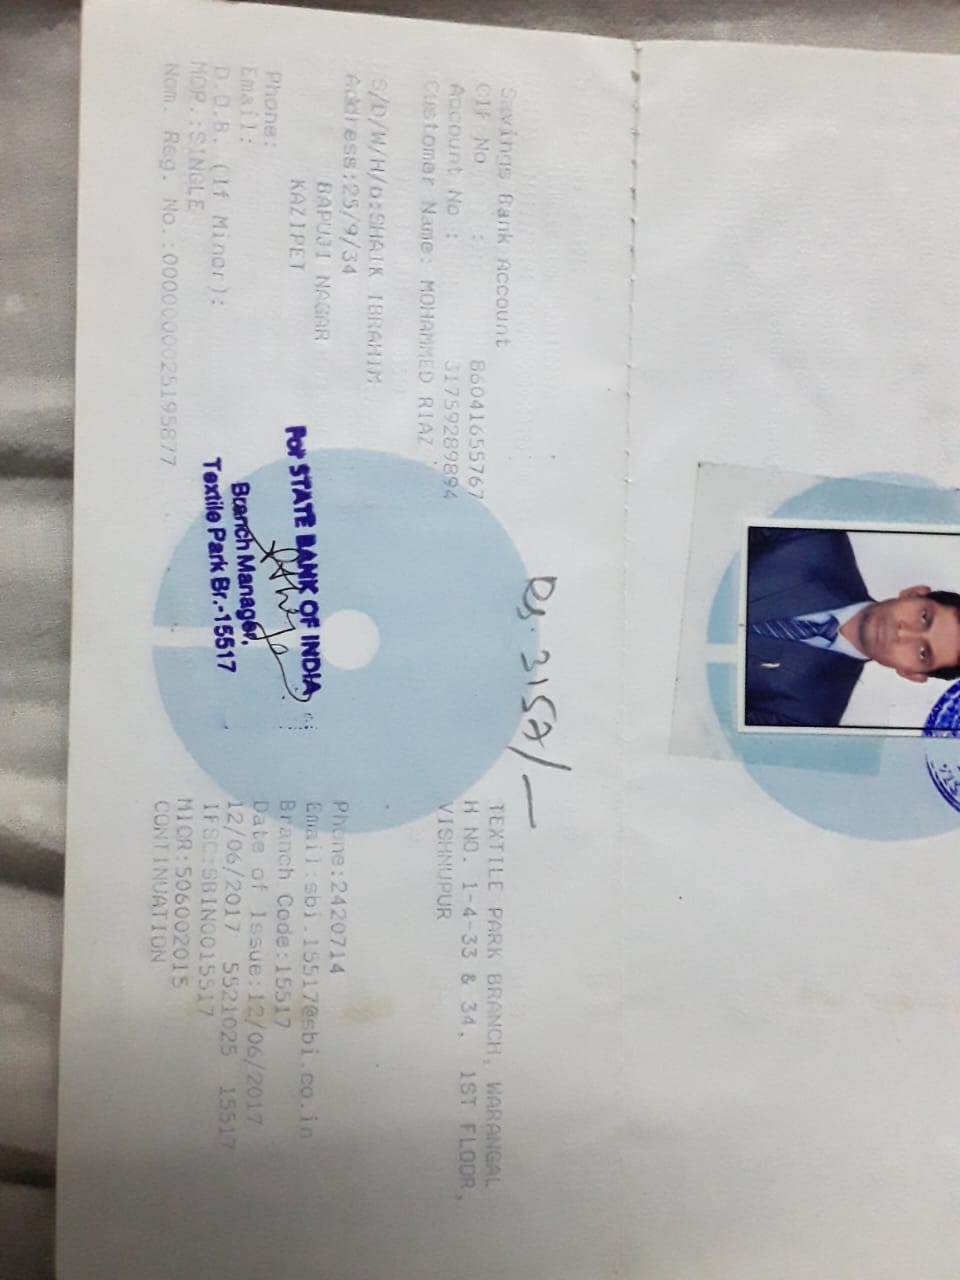 Savings Bank Account
CIF No : 86041655767
Account No : 31759289894
Customer Name: MOHAMMED RIAZ
S/D/W/H/o:SHAIK IBRAHIM
Address:25/9/34
BAPUJI NAGAR
KAZIPET
Phone:
Email:
D.O.B. (If Minor):
MOP.:SINGLE
Nom. Reg. No.:0000000025195877
Rs. 3152/-
For STATE BANK OF INDIA
Branch Manager,
Textile Park Br.-15517
TEXTILE PARK BRANCH, WARANGAL
H NO. 1-4-33 & 34, 1ST FLOOR,
VISHNUPUR
Phone:2420714
Email:sbi.15517@sbi.co.in
Branch Code:15517
Date of Issue:12/06/2017
12/06/2017 5521025 15517
IFSC:SBIN0015517
MICR:506002015
CONTINUATION